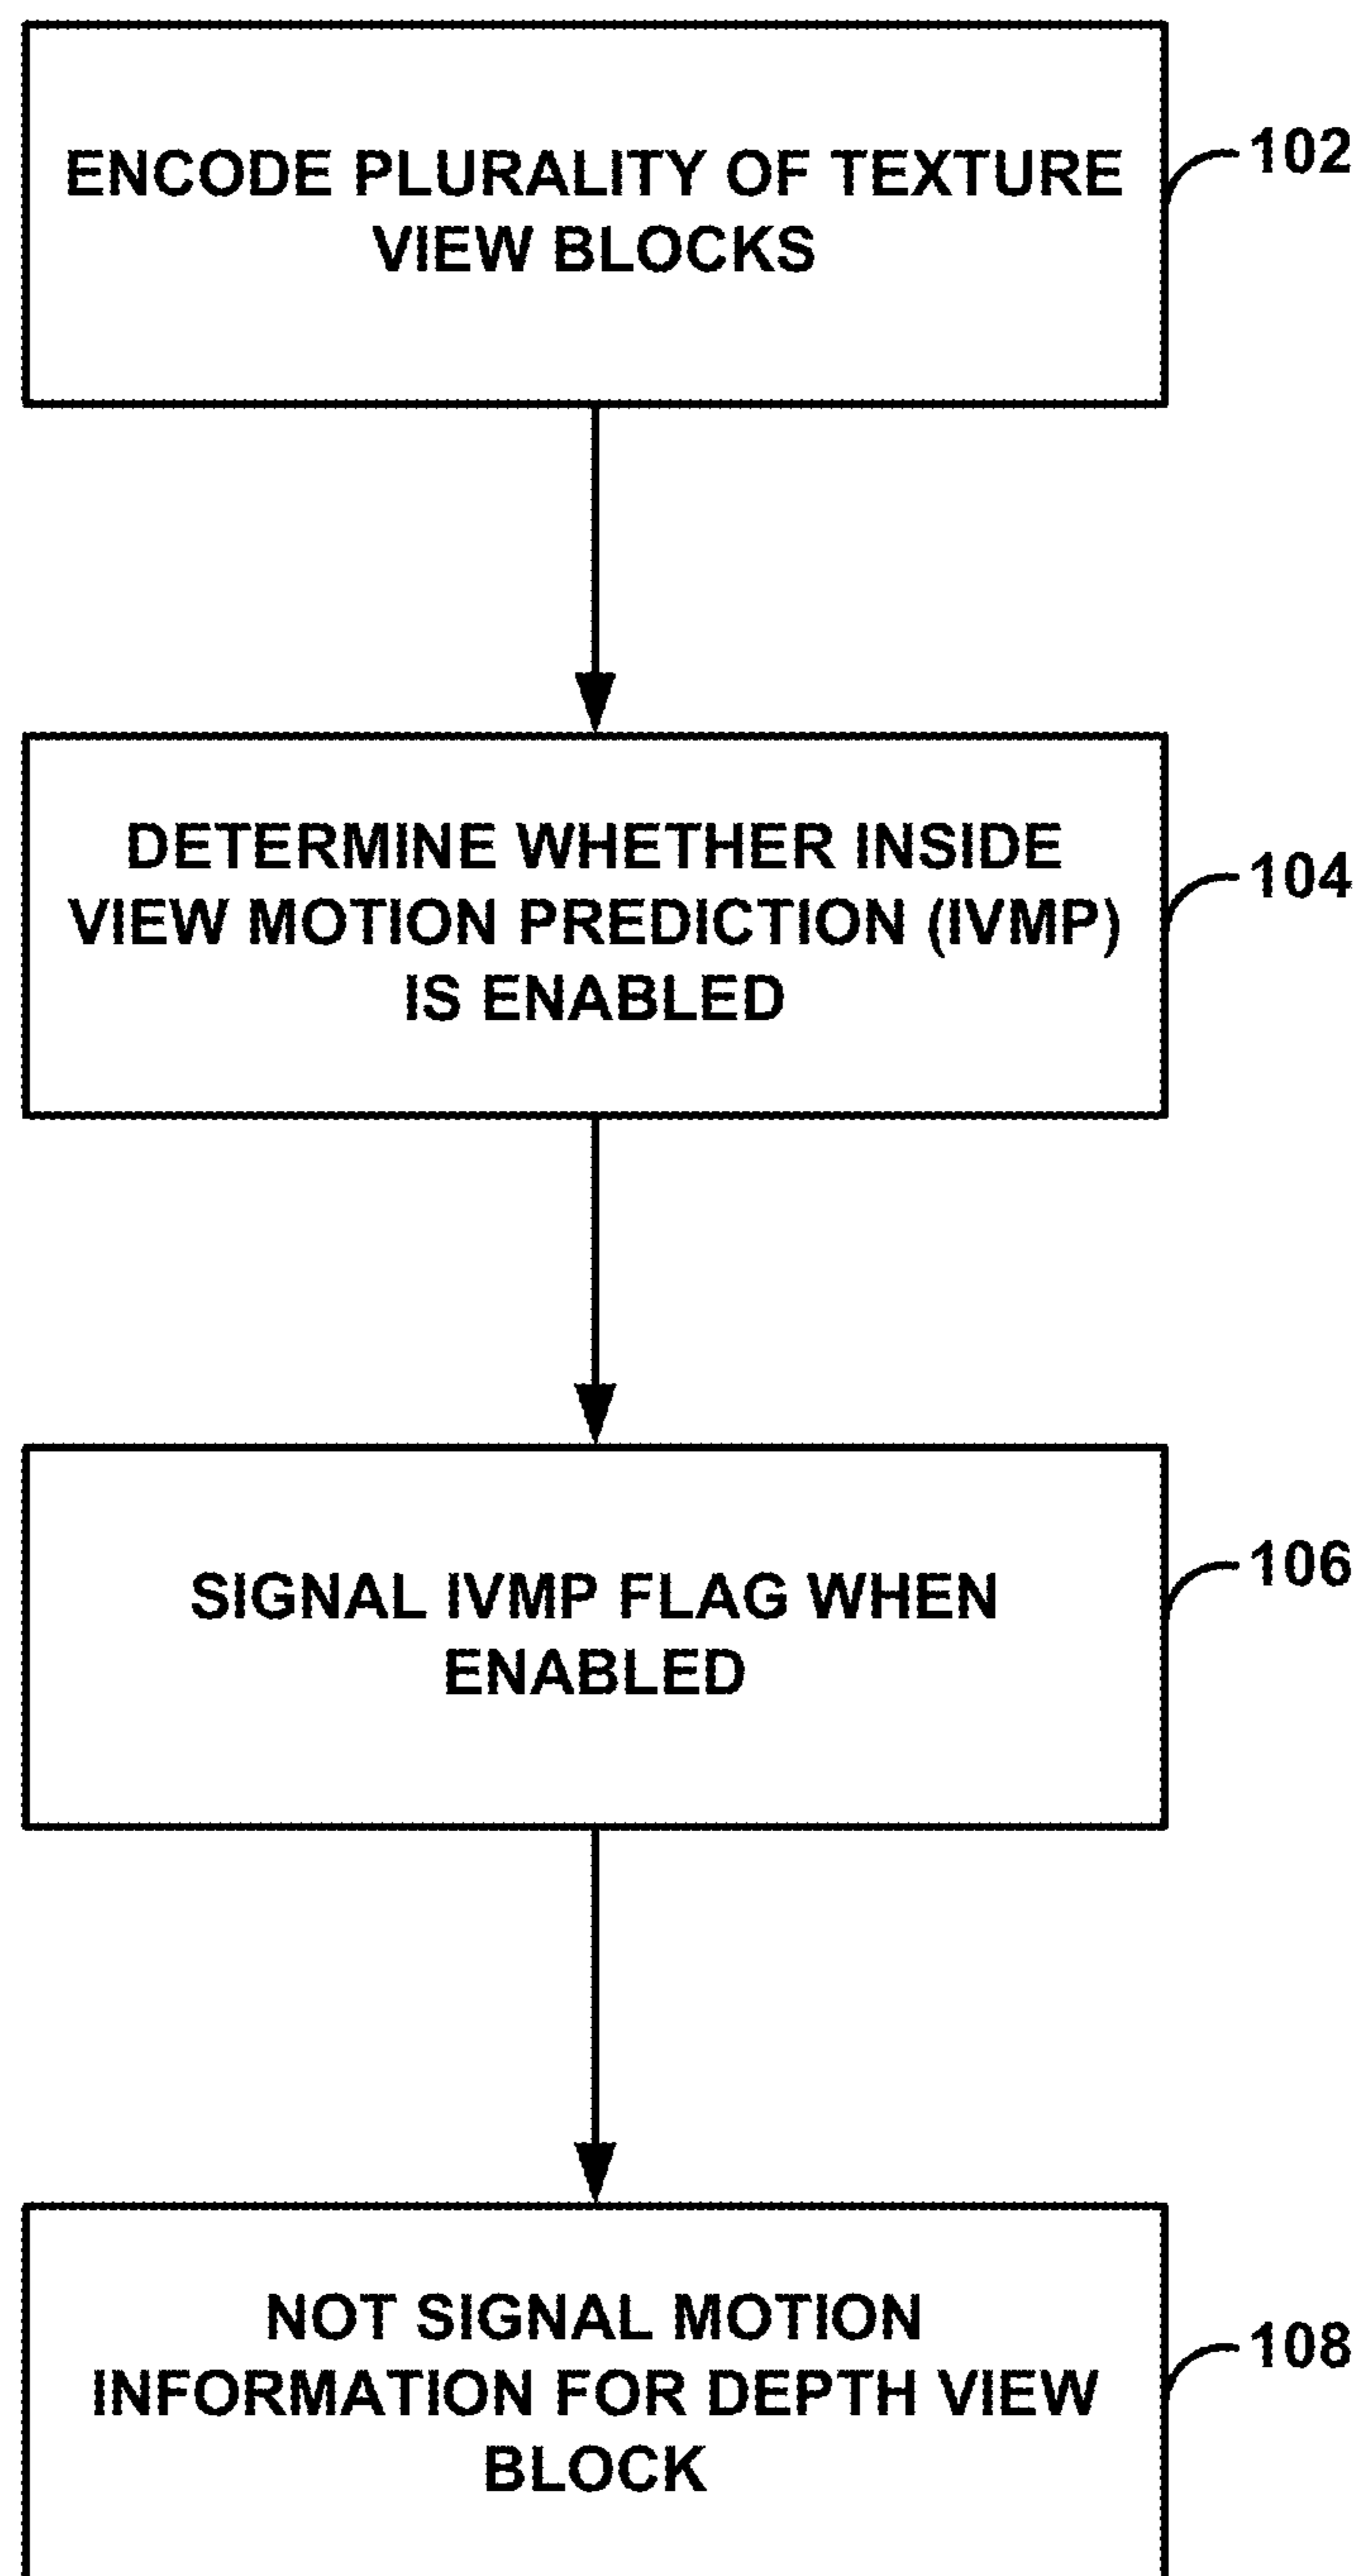 ENCODE PLURALITY OF TEXTURE
VIEW BLOCKS
102
DETERMINE WHETHER INSIDE
VIEW MOTION PREDICTION (IVMP)
IS ENABLED
104
SIGNAL IVMP FLAG WHEN
ENABLED
106
NOT SIGNAL MOTION
INFORMATION FOR DEPTH VIEW
BLOCK
108